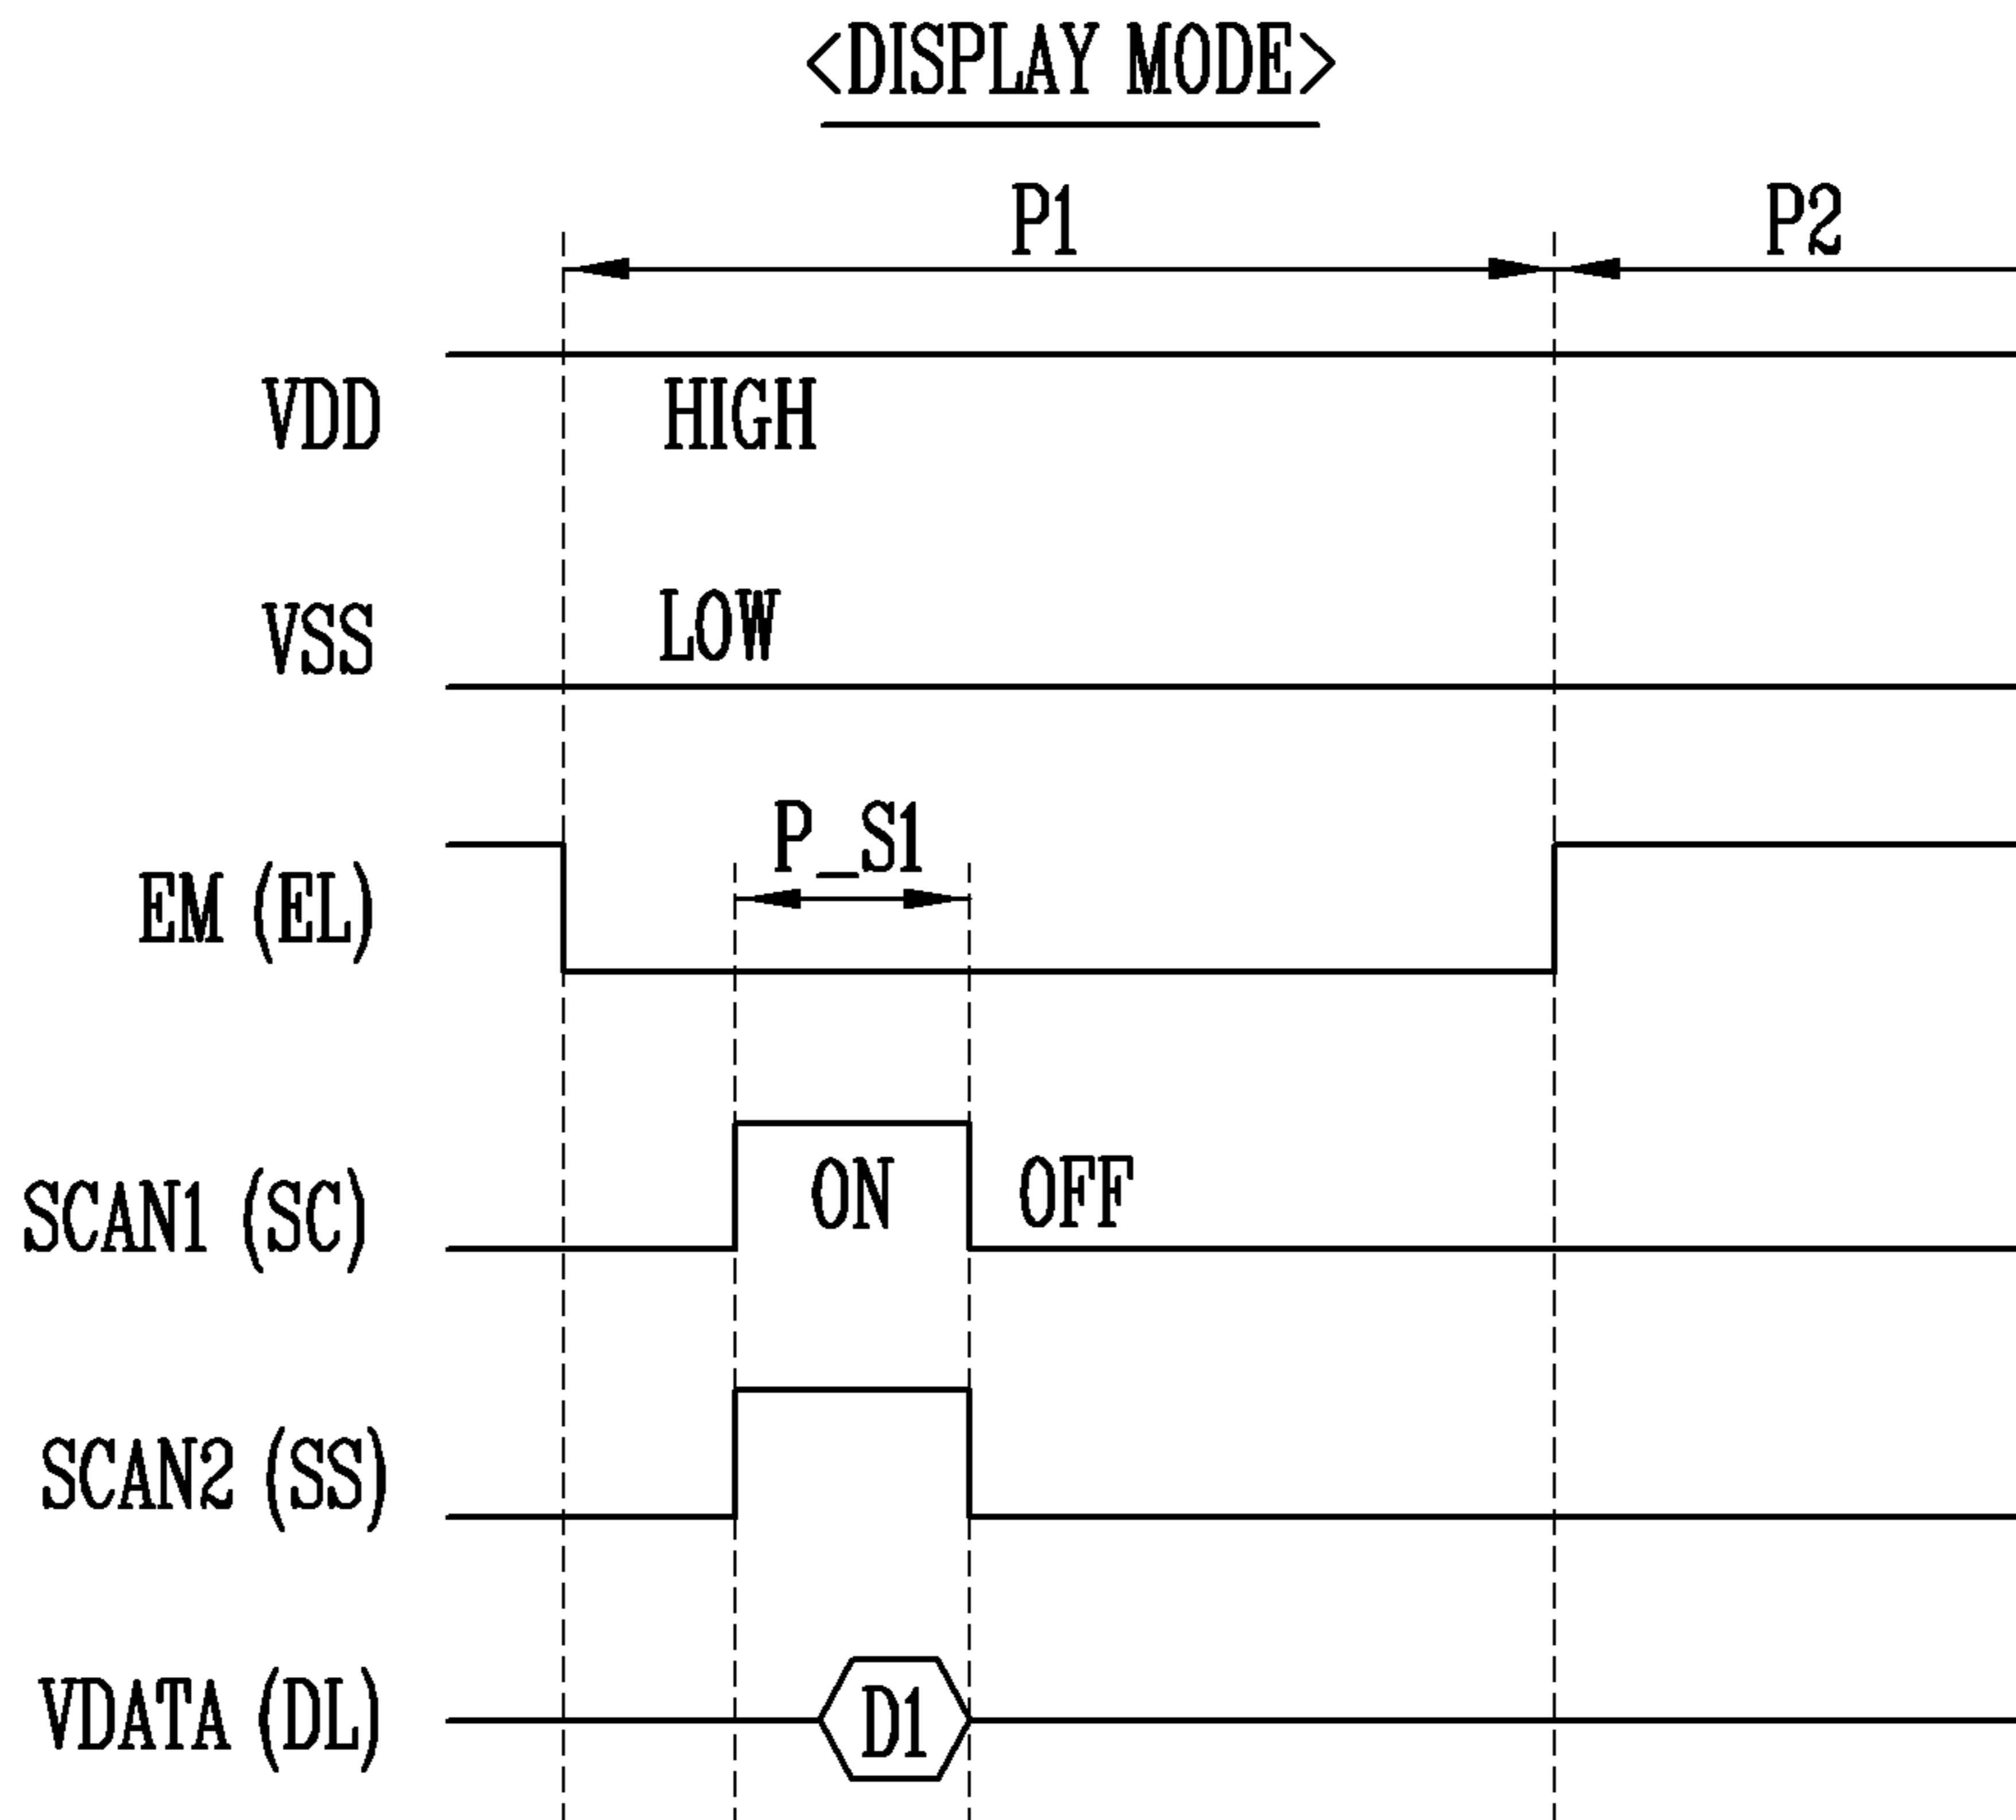 <DISPLAY MODE>
P1 P2
VDD HIGH
VSS LOW
P_S1
EM (EL)
SCAN1 (SC) ON OFF
SCAN2 (SS)
VDATA (DL) D1